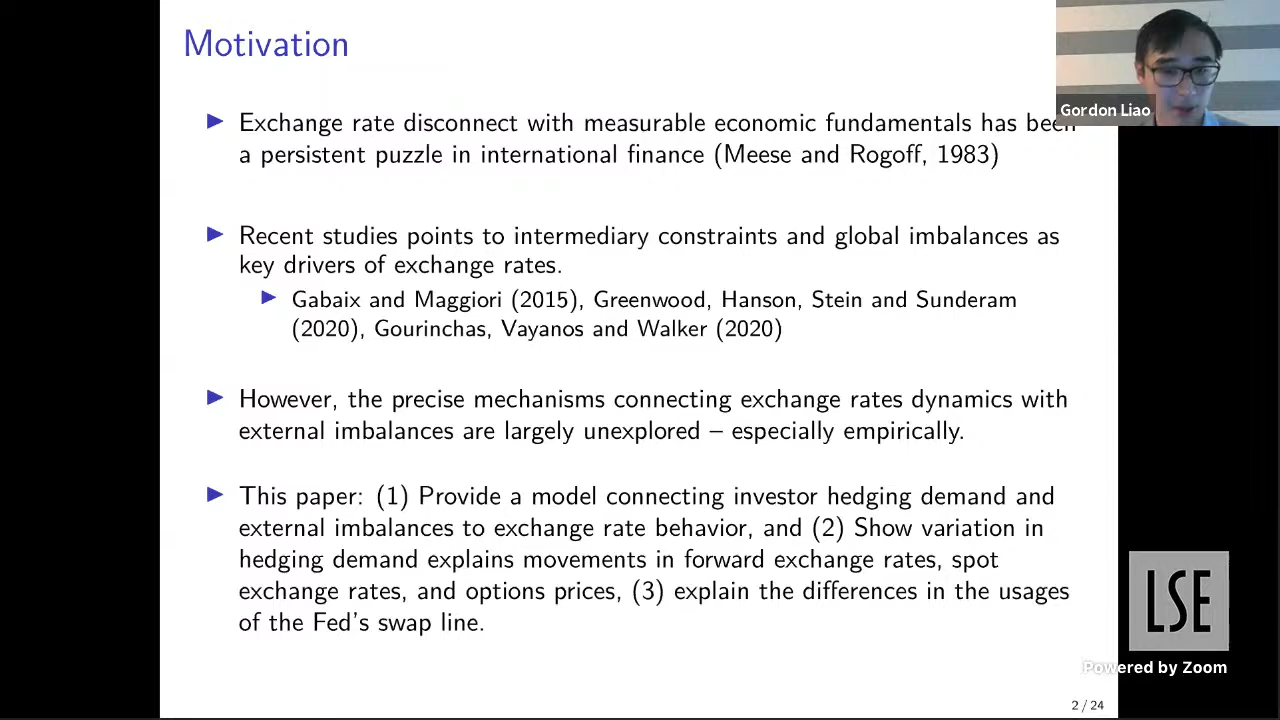 Motivation
Gordon Liao
Exchange rate disconnect with measurable economic fundamentals has been
a persistent puzzle in international finance (Meese and Rogoff, 1983)
Recent studies points to intermediary constraints and global imbalances as
key drivers of exchange rates.
Gabaix and Maggiori (2015), Greenwood, Hanson, Stein and Sunderam
(2020), Gourinchas, Vayanos and Walker (2020)
However, the precise mechanisms connecting exchange rates dynamics with
external imbalances are largely unexplored – especially empirically.
This paper: (1) Provide a model connecting investor hedging demand and
external imbalances to exchange rate behavior, and (2) Show variation in
hedging demand explains movements in forward exchange rates, spot
exchange rates, and options prices, (3) explain the differences in the usages
of the Fed's swap line.
LSE
Powered by Zoom
2 / 24